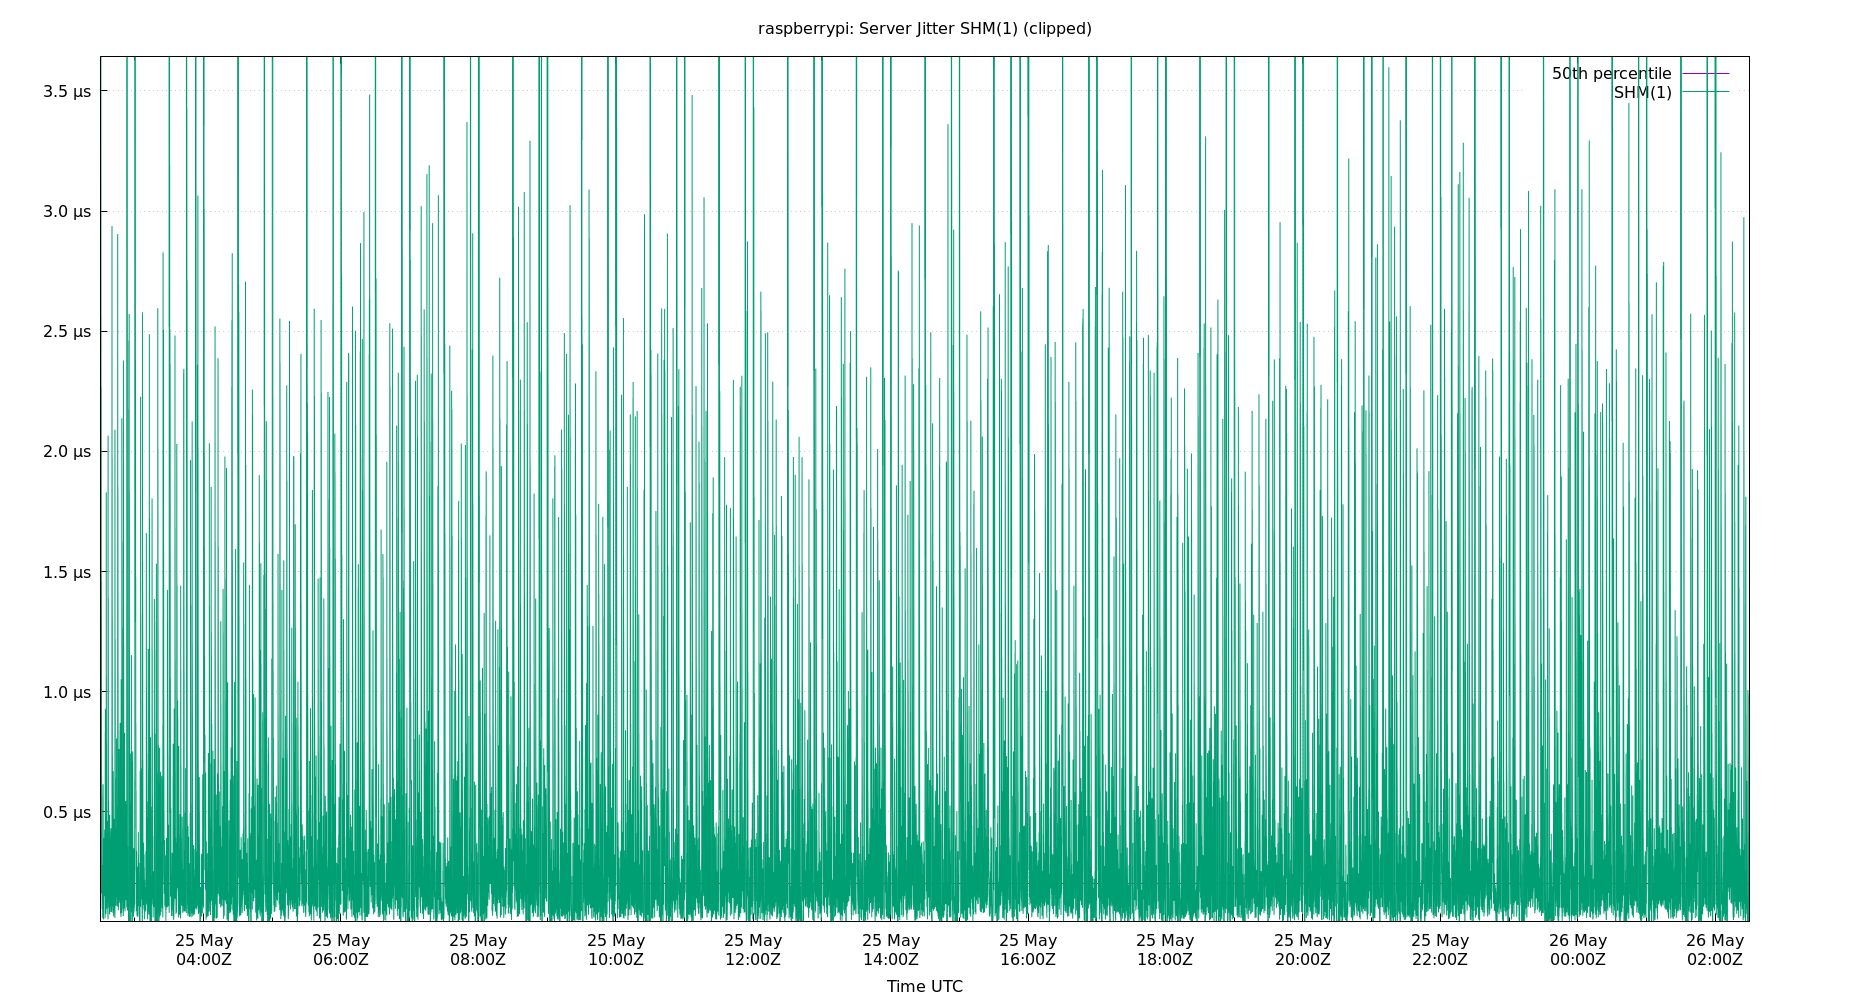 raspberrypi: Server Jitter SHM(1) (clipped)
50th percentile
SHM(1)
3.5 μs
3.0 μs
2.5 μs
2.0 μs
1.5 μs
1.0 μs
0.5 μs
25 May 25 May 25 May 25 May 25 May 25 May 25 May 25 May 25 May 25 May 26 May 26 May
04:00Z 06:00Z 08:00Z 10:00Z 12:00Z 14:00Z 16:00Z 18:00Z 20:00Z 22:00Z 00:00Z 02:00Z
Time UTC